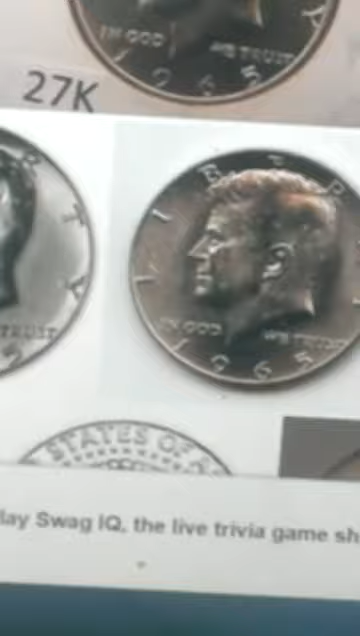 IN GOD WE TRUST
1965
27K
L I B E R
R T Y
IN GOD WE TRUST
TRUST
1965
STATES OF
lay Swag IQ, the live trivia game sh